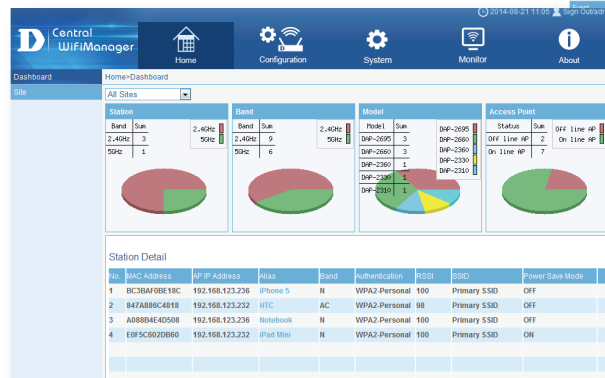 2014-08-21 11:05 Sign Out/adm
Central
WiFiManager
D
Home
Configuration
System
Monitor
About
Dashboard
Site
Home>Dashboard
All Sites
Station
Band Sum
2.4GHz 3
5GHz 1
2.4GHz
5GHz
Band
Band Sum
2.4GHz 9
5GHz 6
2.4GHz
5GHz
Model
Model Sum
DAP-2695 3
DAP-2660 3
DAP-2360 1
DAP-2330 1
DAP-2310 1
DAP-2695
DAP-2660
DAP-2360
DAP-2330
DAP-2310
Access Point
Status Sum
Off line AP 2
On line AP 7
Off line AP
On line AP
Station Detail
No. MAC Address AP IP Address Alias Band Authentication RSSI SSID Power Save Mode
1 BC3BAF0BE18C 192.168.123.236 iPhone 5 N WPA2-Personal 100 Primary SSID OFF
2 847A886C4818 192.168.123.232 HTC AC WPA2-Personal 98 Primary SSID OFF
3 A088B4E4D508 192.168.123.236 Notebook N WPA2-Personal 100 Primary SSID OFF
4 E0F5C602DB60 192.168.123.232 iPad Mini N WPA2-Personal 100 Primary SSID ON